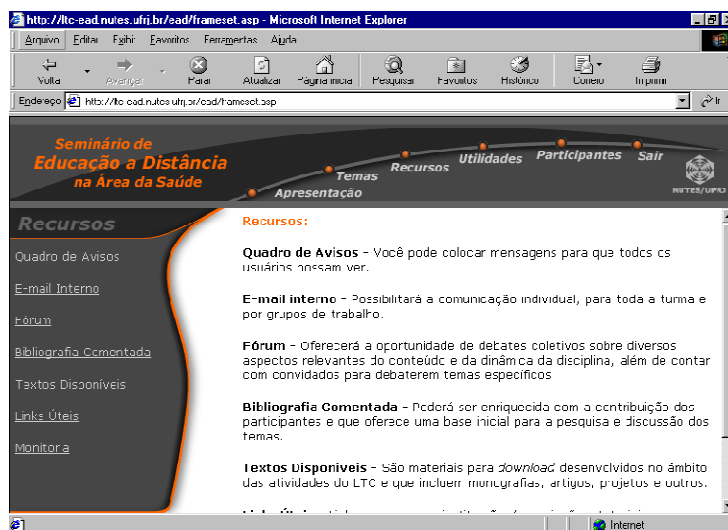 http://ltc-ead.nutes.ufrj.br/ead/frameset.asp - Microsoft Internet Explorer
Arquivo Editar Exibir Favoritos Ferramentas Ajuda
Volta Avançar Parar Atualizar Página inicial Pesquisar Favoritos Histórico Correio Imprimir
Endereço http://ltc-ead.nutes.ufrj.br/ead/frameset.asp Ir
Seminário de
Educação a Distância
na Área da Saúde
Apresentação Temas Recursos Utilidades Participantes Sair
NUTES/UFRJ
Recursos
Quadro de Avisos
E-mail Interno
Fórum
Bibliografia Comentada
Textos Disponíveis
Links Úteis
Monitoria
Recursos:
Quadro de Avisos - Você pode colocar mensagens para que todos os
usuários possam ver.
E-mail interno - Possibilitará a comunicação individual, para toda a turma e
por grupos de trabalho.
Fórum - Oferecerá a oportunidade de debates coletivos sobre diversos
aspectos relevantes do conteúdo e da dinâmica da disciplina, além de contar
com convidados para debaterem temas específicos
Bibliografia Comentada - Poderá ser enriquecida com a contribuição dos
participantes e que oferece uma base inicial para a pesquisa e discussão dos
temas.
Textos Disponíveis - São materiais para download desenvolvidos no âmbito
das atividades do LTC e que incluem monografias, artigos, projetos e outros.
Internet